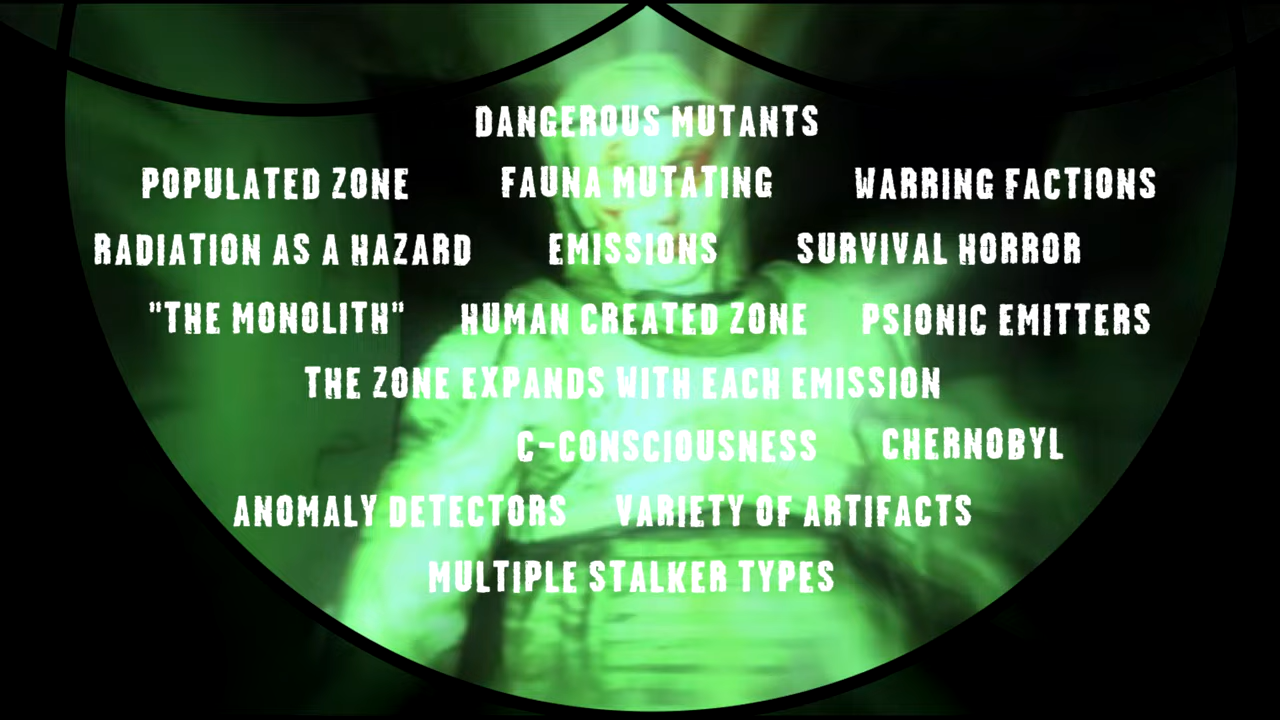 DANGEROUS MUTANTS
POPULATED ZONE FAUNA MUTATING WARRING FACTIONS
RADIATION AS A HAZARD EMISSIONS SURVIVAL HORROR
"THE MONOLITH" HUMAN CREATED ZONE PSIONIC EMITTERS
THE ZONE EXPANDS WITH EACH EMISSION
C-CONSCIOUSNESS CHERNOBYL
ANOMALY DETECTORS VARIETY OF ARTIFACTS
MULTIPLE STALKER TYPES